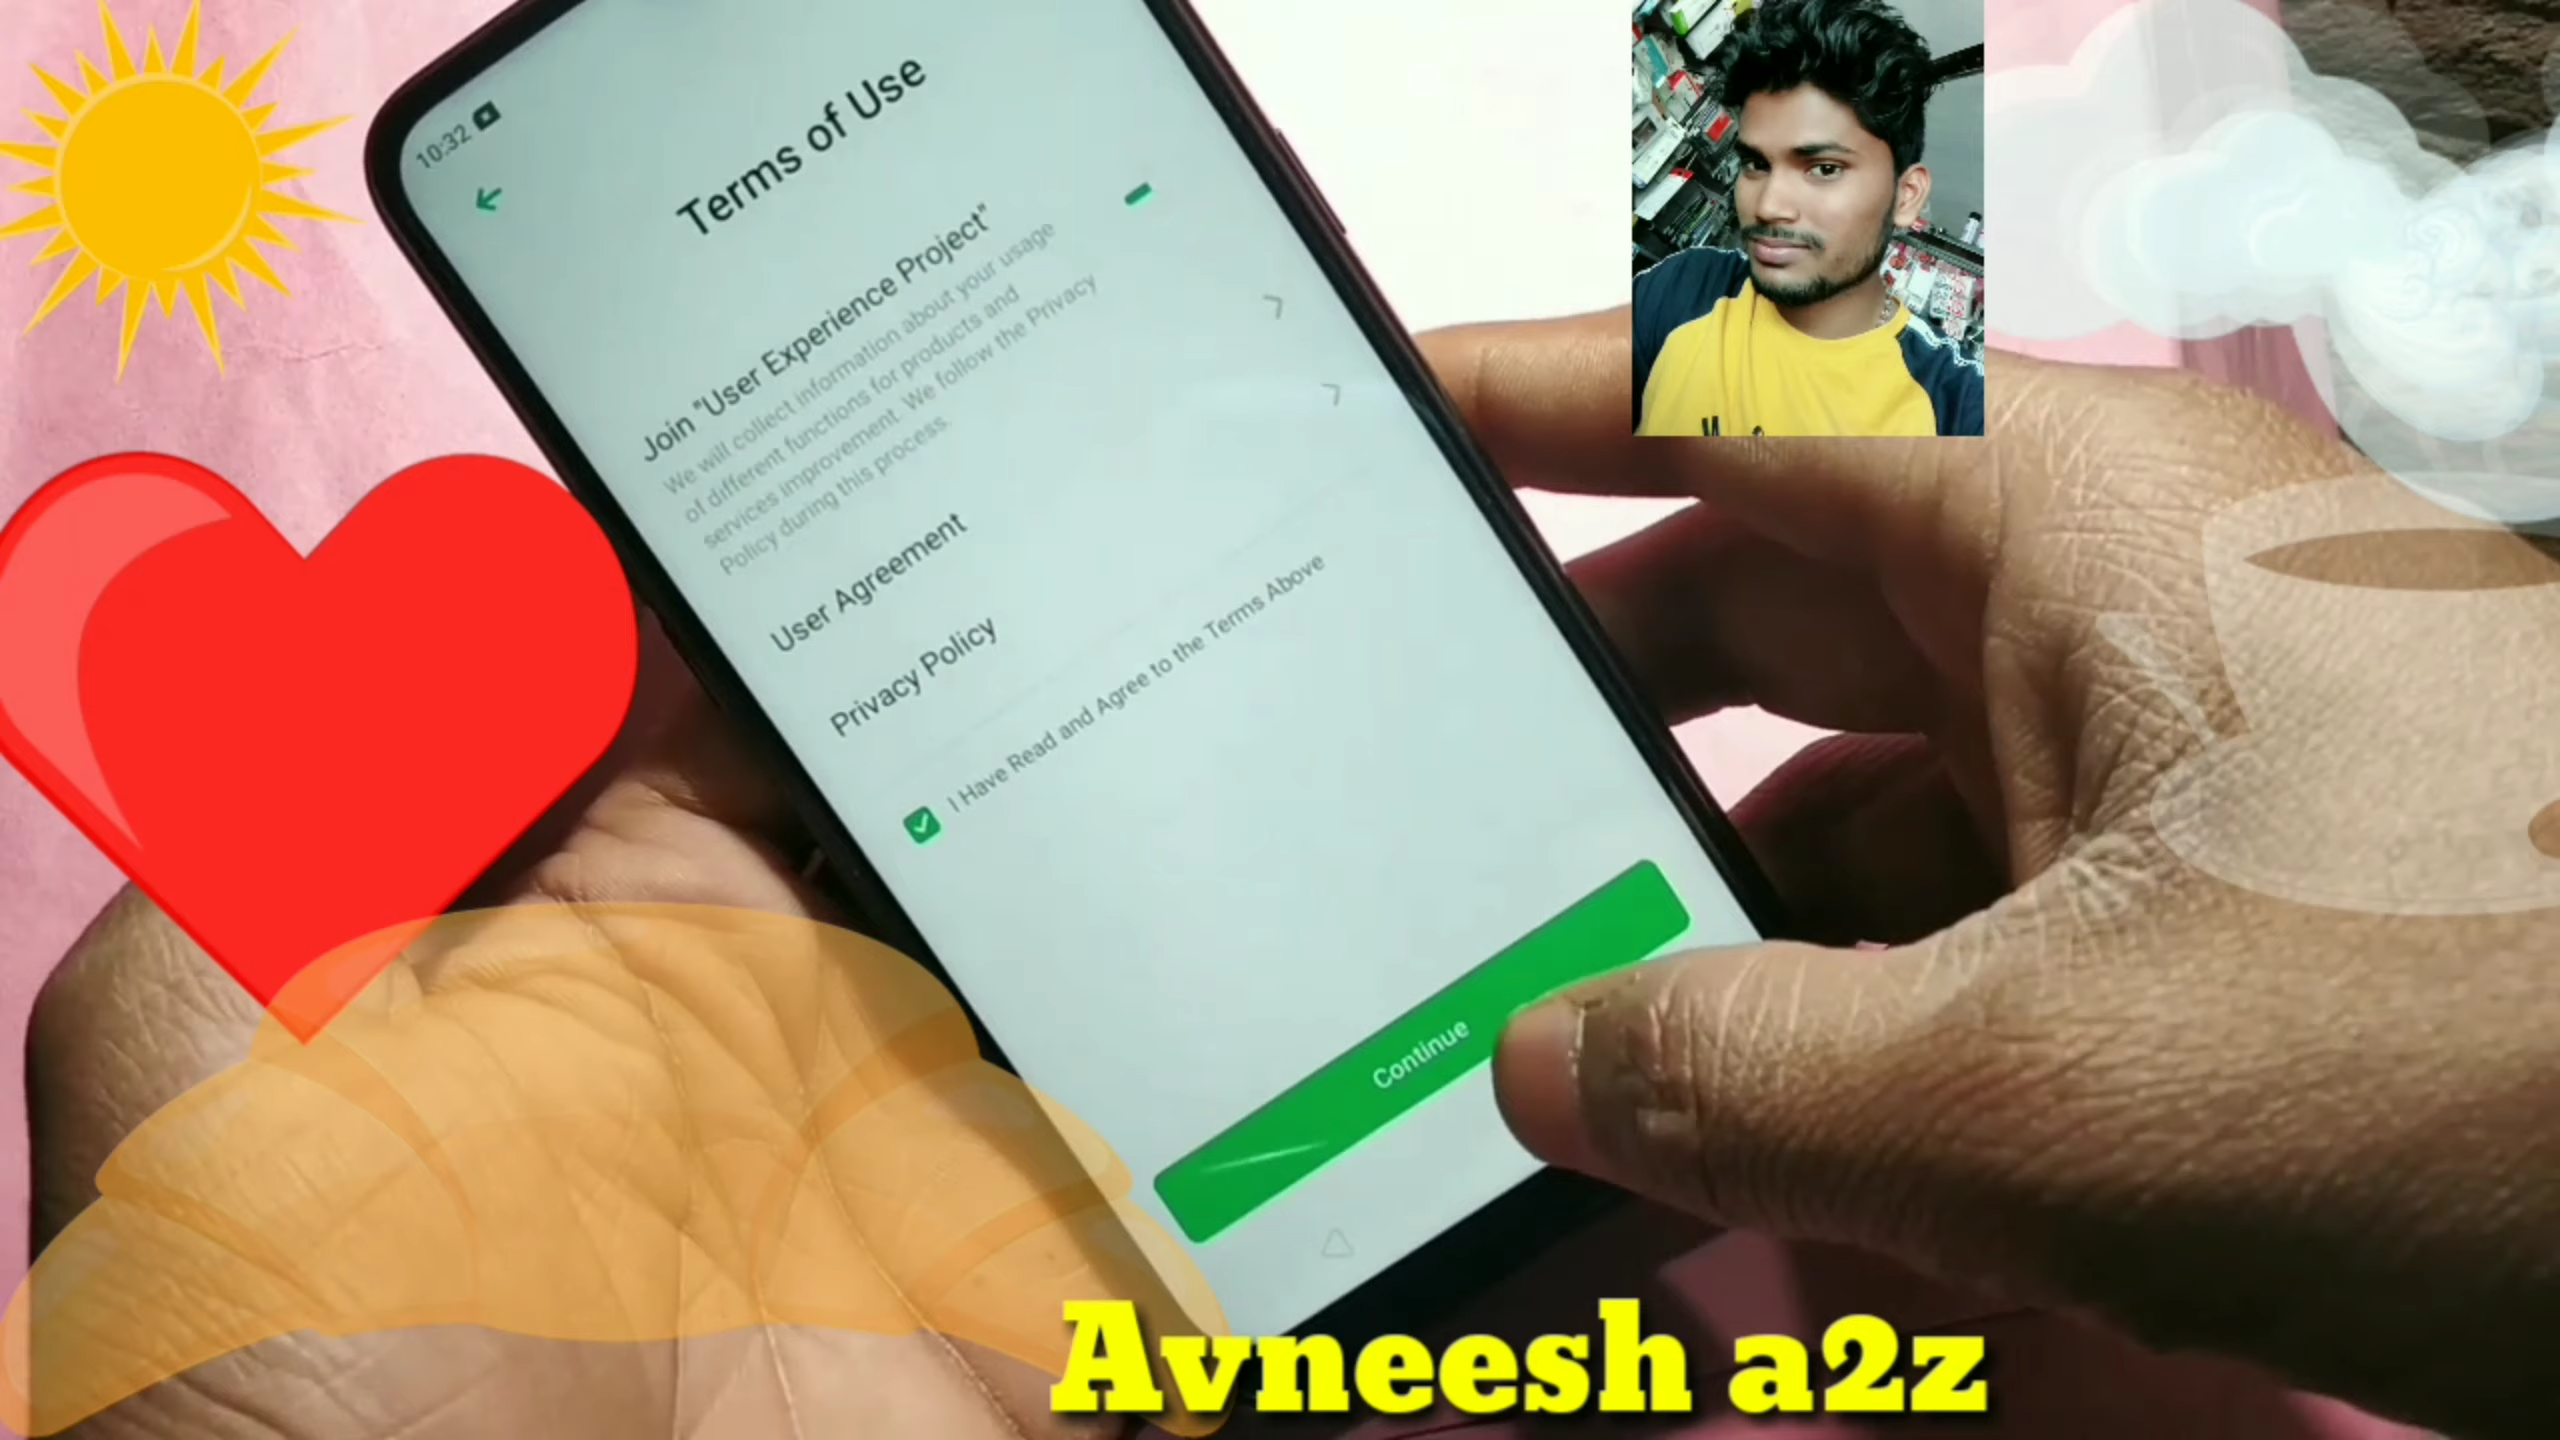 10:32
Terms of Use
Join "User Experience Project"
We will collect information about your usage
of different functions for products and
services improvement. We follow the Privacy
Policy during this process.
User Agreement
Privacy Policy
I Have Read and Agree to the Terms Above
Continue
Avneesh a2z